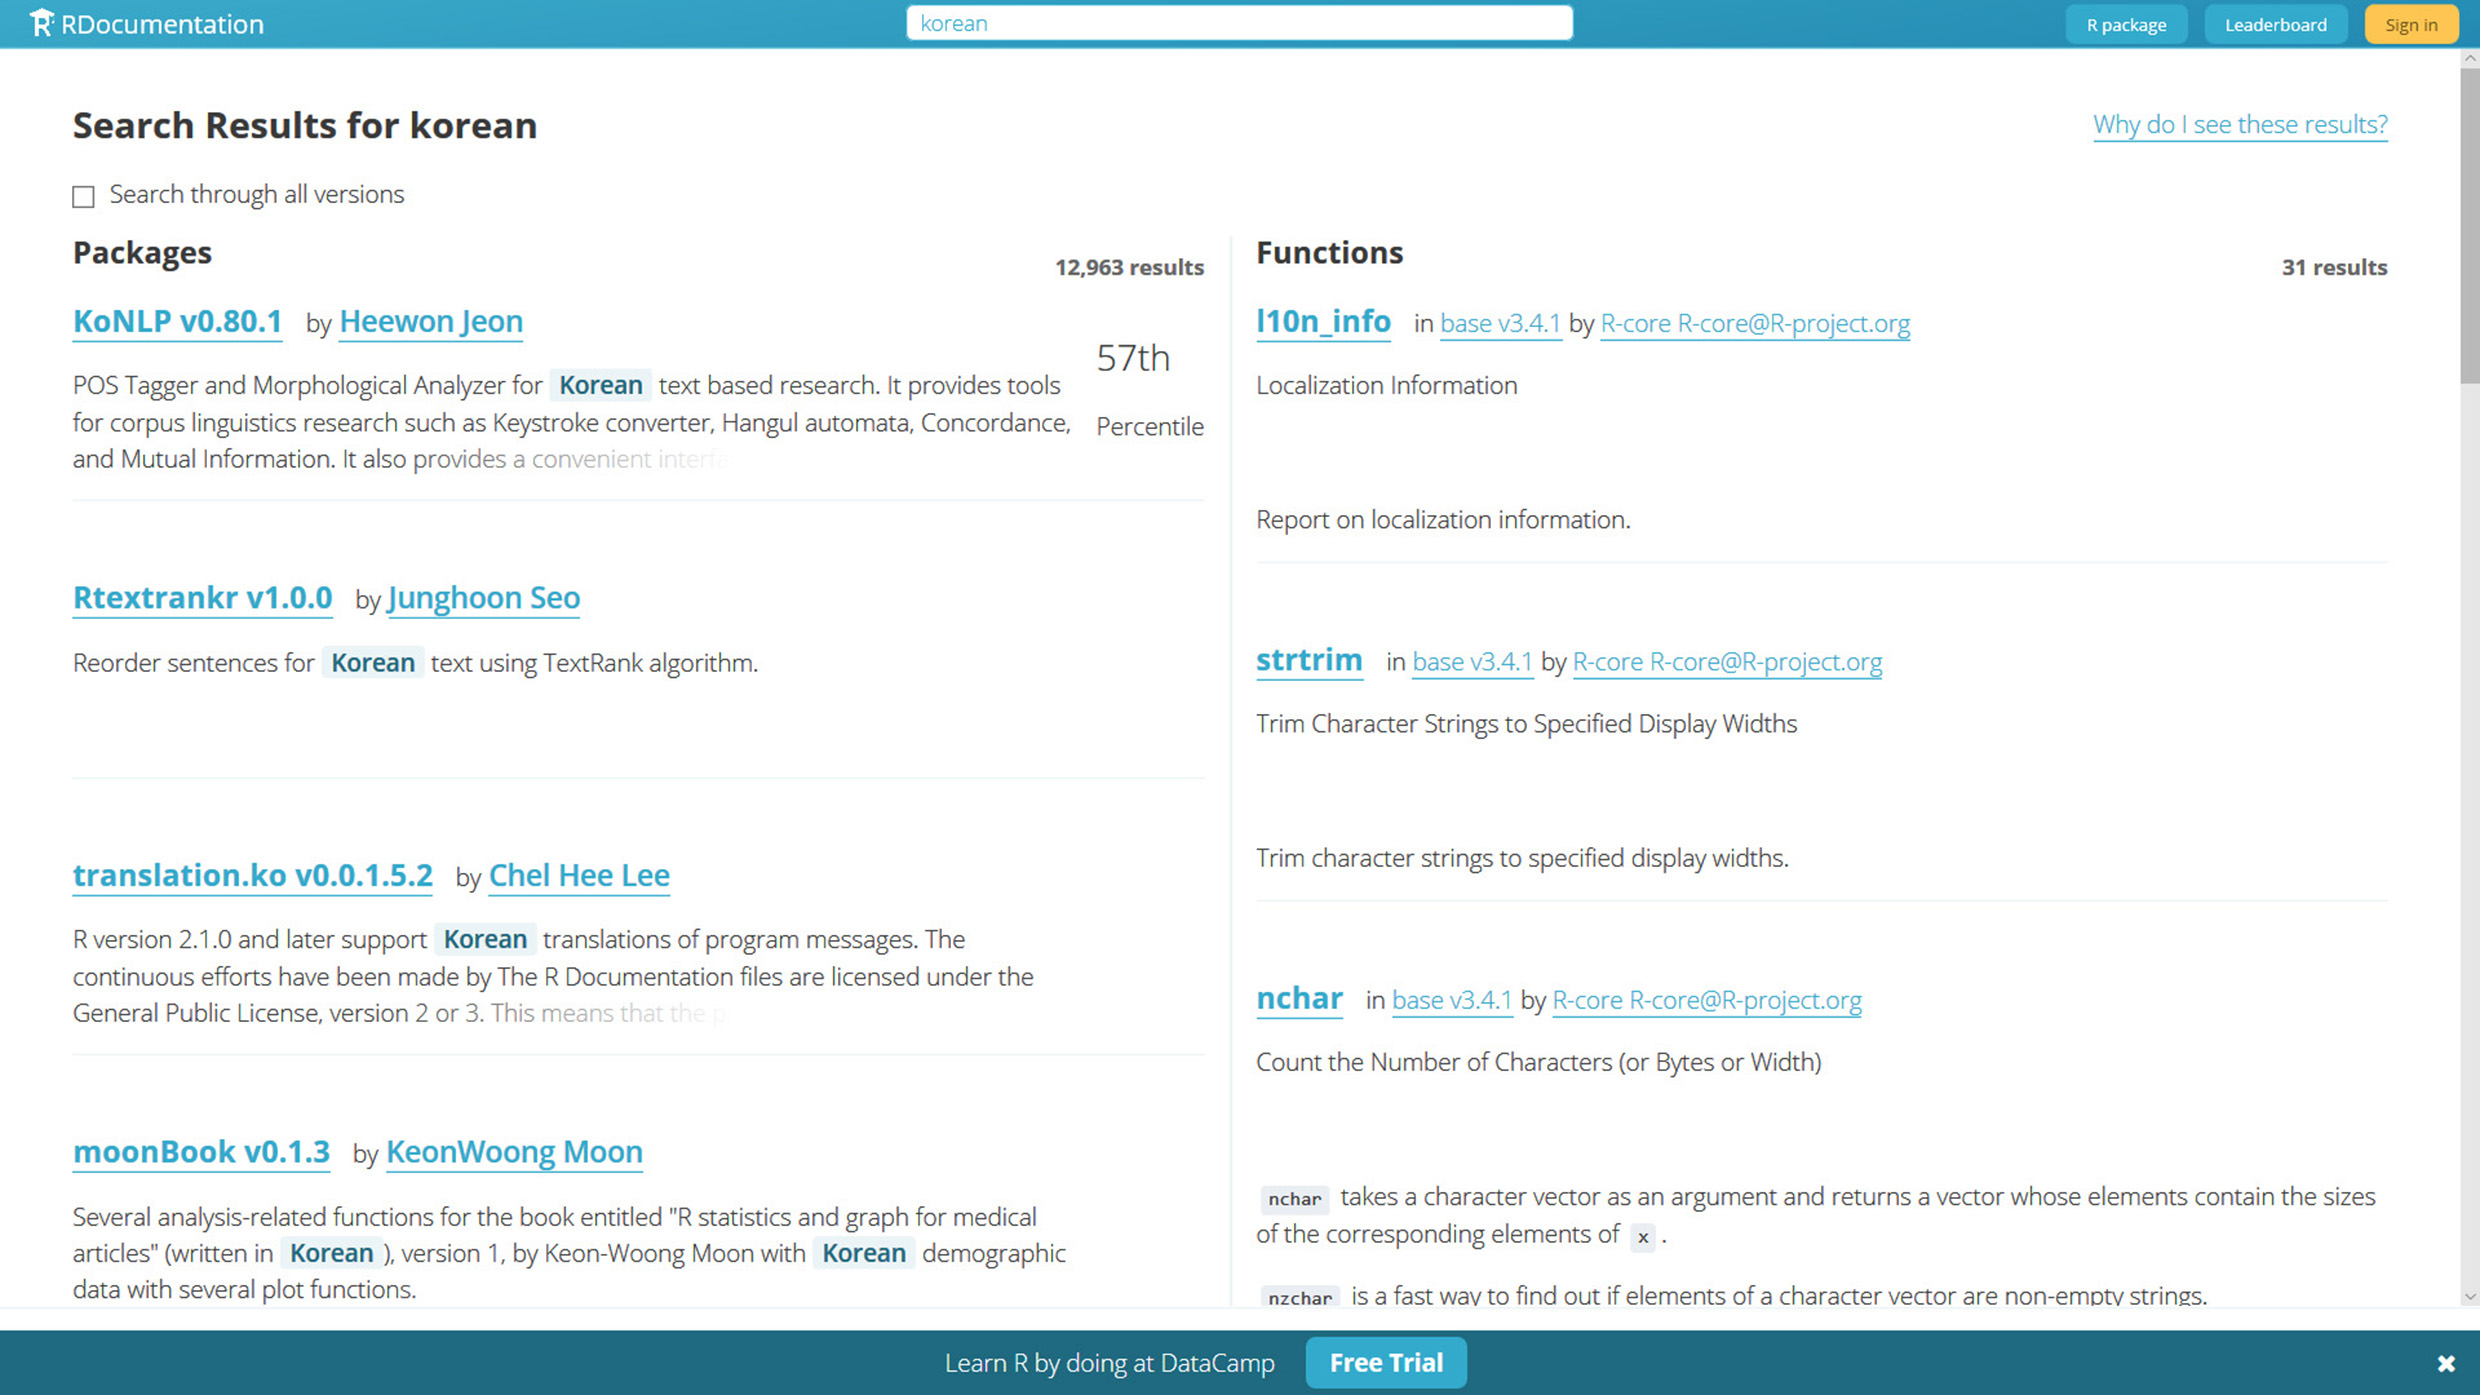 RDocumentation
korean
R package
Leaderboard
Sign in
Search Results for korean
Why do I see these results?
Search through all versions
Packages
12,963 results
KoNLP v0.80.1 by Heewon Jeon
57th
Percentile
POS Tagger and Morphological Analyzer for Korean text based research. It provides tools
for corpus linguistics research such as Keystroke converter, Hangul automata, Concordance,
and Mutual Information. It also provides a convenient
Rtextrankr v1.0.0 by Junghoon Seo
Reorder sentences for Korean text using TextRank algorithm.
translation.ko v0.0.1.5.2 by Chel Hee Lee
R version 2.1.0 and later support Korean translations of program messages. The
continuous efforts have been made by The R Documentation files are licensed under the
General Public License, version 2 or 3. This means that the
moonBook v0.1.3 by KeonWoong Moon
Several analysis-related functions for the book entitled "R statistics and graph for medical
articles" (written in Korean ), version 1, by Keon-Woong Moon with Korean demographic
data with several plot functions.
Functions
31 results
l10n_info in base v3.4.1 by R-core R-core@R-project.org
Localization Information
Report on localization information.
strtrim in base v3.4.1 by R-core R-core@R-project.org
Trim Character Strings to Specified Display Widths
Trim character strings to specified display widths.
nchar in base v3.4.1 by R-core R-core@R-project.org
Count the Number of Characters (or Bytes or Width)
nchar takes a character vector as an argument and returns a vector whose elements contain the sizes
of the corresponding elements of x .
nzchar is a fast way to find out if elements of a character vector are non-empty strings.
Learn R by doing at DataCamp
Free Trial